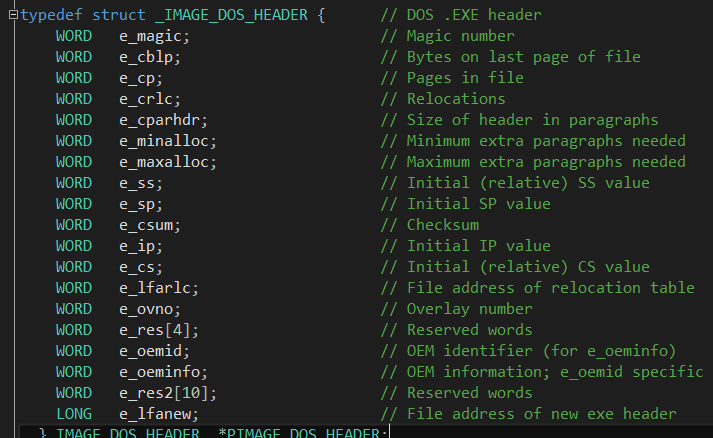 typedef struct _IMAGE_DOS_HEADER { // DOS .EXE header
WORD e_magic; // Magic number
WORD e_cblp; // Bytes on last page of file
WORD e_cp; // Pages in file
WORD e_crlc; // Relocations
WORD e_cparhdr; // Size of header in paragraphs
WORD e_minalloc; // Minimum extra paragraphs needed
WORD e_maxalloc; // Maximum extra paragraphs needed
WORD e_ss; // Initial (relative) SS value
WORD e_sp; // Initial SP value
WORD e_csum; // Checksum
WORD e_ip; // Initial IP value
WORD e_cs; // Initial (relative) CS value
WORD e_lfarlc; // File address of relocation table
WORD e_ovno; // Overlay number
WORD e_res[4]; // Reserved words
WORD e_oemid; // OEM identifier (for e_oeminfo)
WORD e_oeminfo; // OEM information; e_oemid specific
WORD e_res2[10]; // Reserved words
LONG e_lfanew; // File address of new exe header
} IMAGE_DOS_HEADER, *PIMAGE_DOS_HEADER;